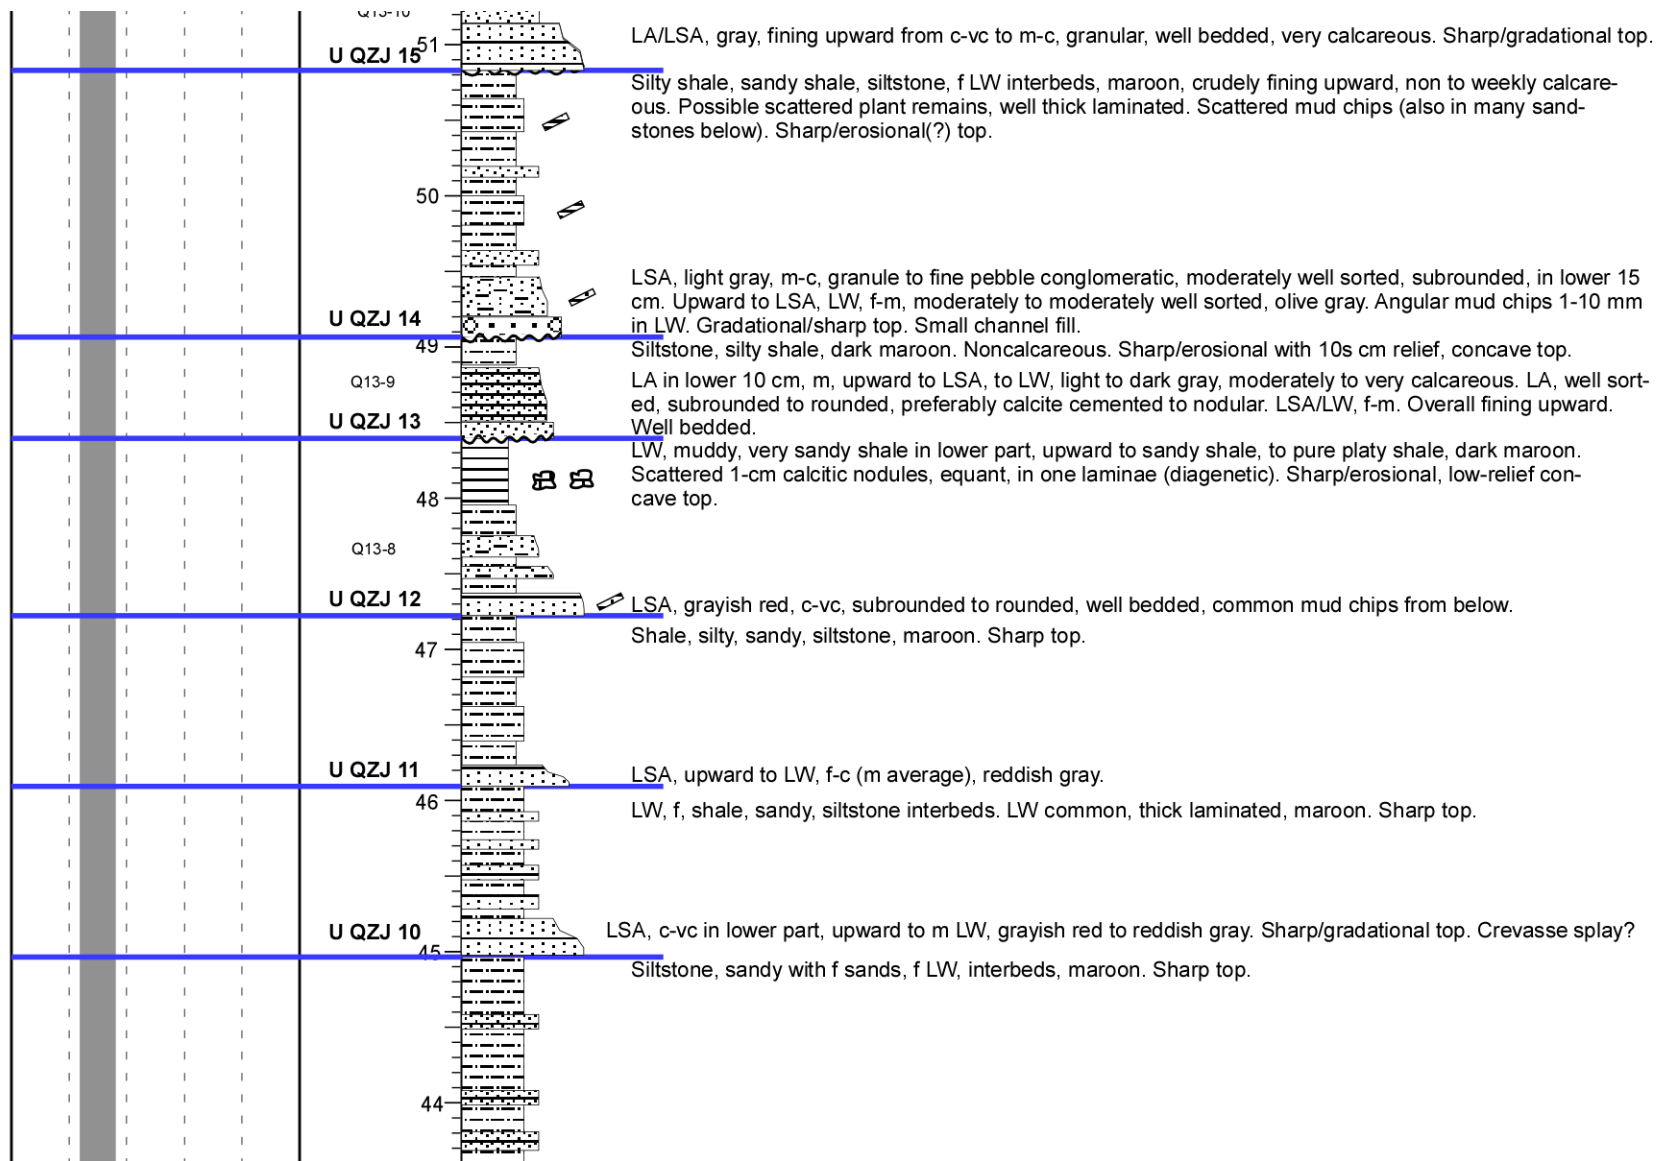 Q13-10
51
LA/LSA, gray, fining upward from c-vc to m-c, granular, well bedded, very calcareous. Sharp/gradational top.
U QZJ 15
Silty shale, sandy shale, siltstone, f LW interbeds, maroon, crudely fining upward, non to weekly calcare-
ous. Possible scattered plant remains, well thick laminated. Scattered mud chips (also in many sand-
stones below). Sharp/erosional(?) top.
50
LSA, light gray, m-c, granule to fine pebble conglomeratic, moderately well sorted, subrounded, in lower 15
cm. Upward to LSA, LW, f-m, moderately to moderately well sorted, olive gray. Angular mud chips 1-10 mm
in LW. Gradational/sharp top. Small channel fill.
U QZJ 14
49
Siltstone, silty shale, dark maroon. Noncalcareous. Sharp/erosional with 10s cm relief, concave top.
Q13-9
LA in lower 10 cm, m, upward to LSA, to LW, light to dark gray, moderately to very calcareous. LA, well sort-
ed, subrounded to rounded, preferably calcite cemented to nodular. LSA/LW, f-m. Overall fining upward.
Well bedded.
U QZJ 13
LW, muddy, very sandy shale in lower part, upward to sandy shale, to pure platy shale, dark maroon.
Scattered 1-cm calcitic nodules, equant, in one laminae (diagenetic). Sharp/erosional, low-relief con-
cave top.
48
Q13-8
U QZJ 12
LSA, grayish red, c-vc, subrounded to rounded, well bedded, common mud chips from below.
Shale, silty, sandy, siltstone, maroon. Sharp top.
47
U QZJ 11
LSA, upward to LW, f-c (m average), reddish gray.
46
LW, f, shale, sandy, siltstone interbeds. LW common, thick laminated, maroon. Sharp top.
U QZJ 10
LSA, c-vc in lower part, upward to m LW, grayish red to reddish gray. Sharp/gradational top. Crevasse splay?
45
Siltstone, sandy with f sands, f LW, interbeds, maroon. Sharp top.
44